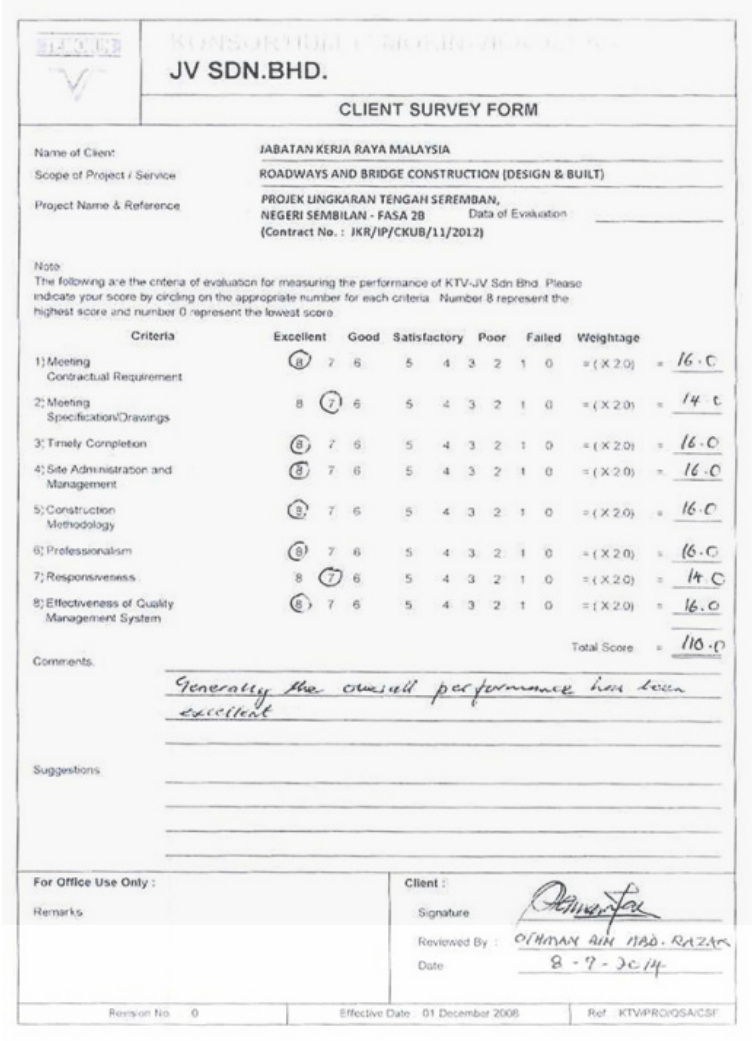 JV SDN.BHD.
CLIENT SURVEY FORM
Name of Client JABATAN KERJA RAYA MALAYSIA
Scope of Project / Service ROADWAYS AND BRIDGE CONSTRUCTION (DESIGN & BUILT)
Project Name & Reference PROJEK LINGKARAN TENGAH SEREMBAN,
NEGERI SEMBILAN - FASA 2B Data of Evaluation
(Contract No. : JKR/IP/CKUB/11/2012)
Note
The following are the criteria of evaluation for measuring the performance of KTV-JV Sdn Bhd. Please
indicate your score by circling on the appropriate number for each criteria. Number 8 represent the
highest score and number 0 represent the lowest score
Criteria Excellent Good Satisfactory Poor Failed Weightage
1) Meeting 8 7 6 5 4 3 2 1 0 = ( X 2.0) = 16.0
Contractual Requirement
2) Meeting 8 7 6 5 4 3 2 1 0 = ( X 2.0) = 14.0
Specification/Drawings
3) Timely Completion 8 7 6 5 4 3 2 1 0 = ( X 2.0) = 16.0
4) Site Administration and 8 7 6 5 4 3 2 1 0 = ( X 2.0) = 16.0
Management
5) Construction 8 7 6 5 4 3 2 1 0 = ( X 2.0) = 16.0
Methodology
6) Professionalism 8 7 6 5 4 3 2 1 0 = ( X 2.0) = 16.0
7) Responsiveness 8 7 6 5 4 3 2 1 0 = ( X 2.0) = 14.0
8) Effectiveness of Quality 8 7 6 5 4 3 2 1 0 = ( X 2.0) = 16.0
Management System
Total Score = 110.0
Comments
Generally the overall performance has been
excellent
Suggestions
For Office Use Only : Client :
Remarks Signature
Reviewed By : OTHMAN BIN MAD. RAZAK
Date 8-7-2014
Revision No. 0 Effective Date : 01 December 2008 Ref : KTV/PRO/QSA/CSF